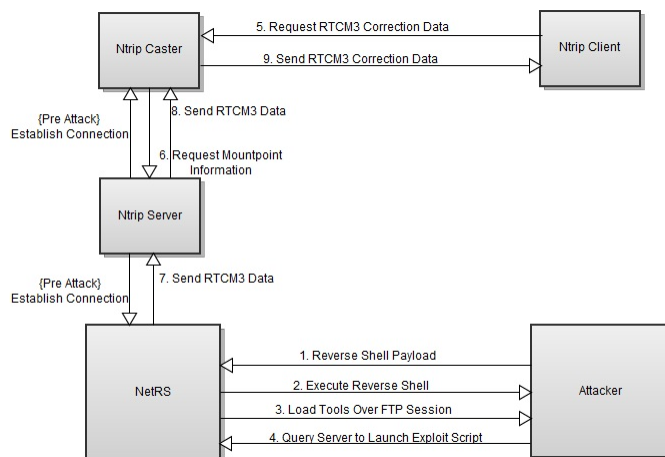 5. Request RTCM3 Correction Data
Ntrip Caster
Ntrip Client
9. Send RTCM3 Correction Data
{Pre Attack}
Establish Connection
8. Send RTCM3 Data
6. Request Mountpoint
Information
Ntrip Server
{Pre Attack}
Establish Connection
7. Send RTCM3 Data
1. Reverse Shell Payload
NetRS
2. Execute Reverse Shell
Attacker
3. Load Tools Over FTP Session
4. Query Server to Launch Exploit Script